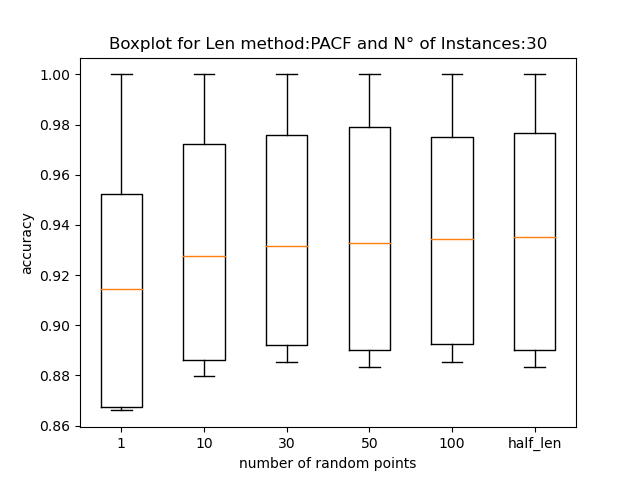 Boxplot for Len method:PACF and N° of Instances:30
1.00
0.98
0.96
0.94
0.92
0.90
0.88
0.86
accuracy
1 10 30 50 100 half_len
number of random points